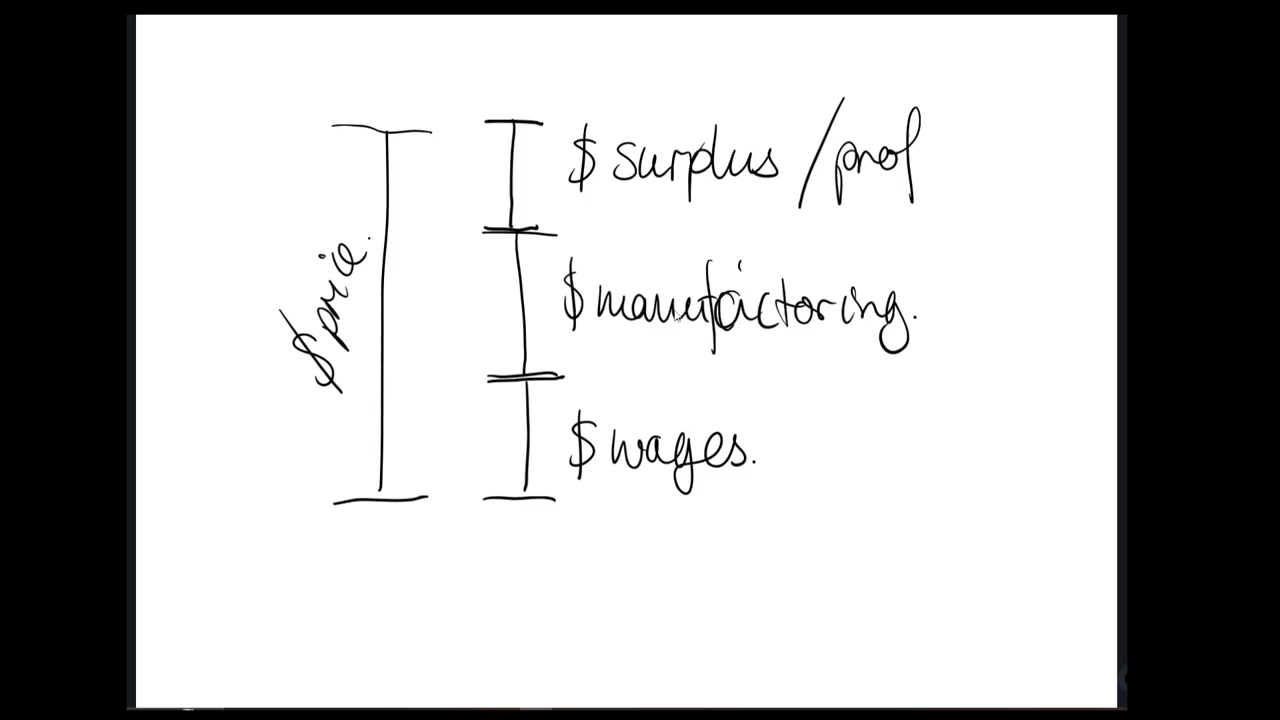 $ surplus / prof
$ price.
$ manufactoring.
$ wages.